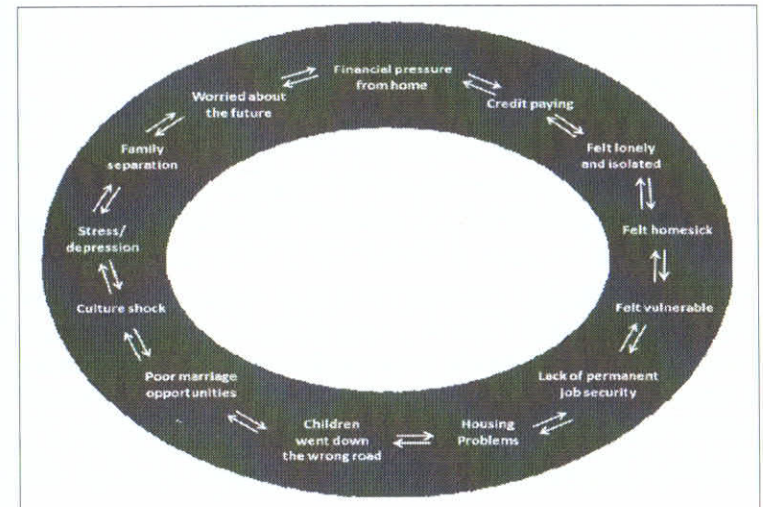 Financial pressure
from home
Credit paying
Felt lonely
and isolated
Felt homesick
Felt vulnerable
Lack of permanent
job security
Housing
Problems
Children
went down
the wrong road
Poor marriage
opportunities
Culture shock
Stress/
depression
Family
separation
Worried about
the future